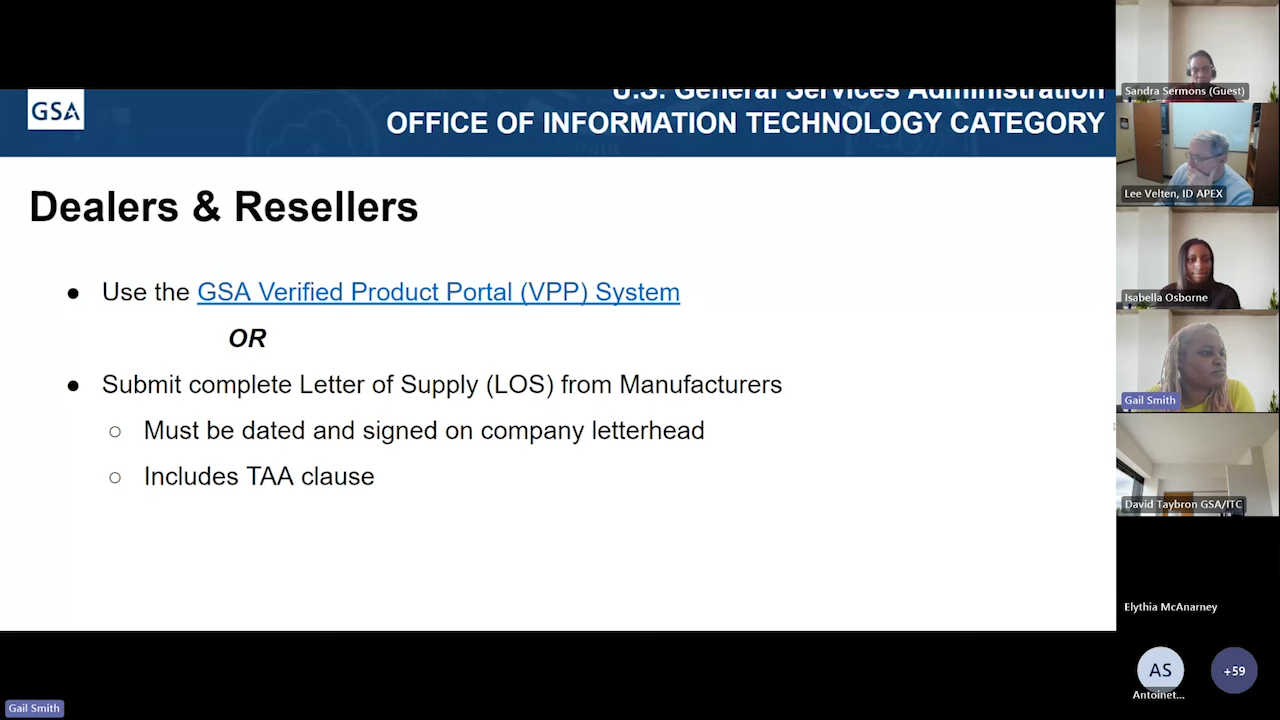 GSA
U.S. General Services Administration
OFFICE OF INFORMATION TECHNOLOGY CATEGORY
Dealers & Resellers
● Use the GSA Verified Product Portal (VPP) System
OR
● Submit complete Letter of Supply (LOS) from Manufacturers
○ Must be dated and signed on company letterhead
○ Includes TAA clause
Sandra Sermons (Guest)
Lee Velten, ID APEX
Isabella Osborne
Gail Smith
David Taybron GSA/ITC
Elythia McAnarney
AS
Antoinet...
+59
Gail Smith